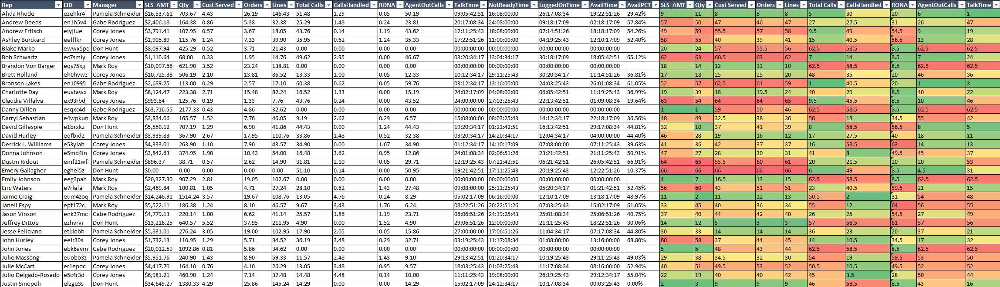 Rep EID Manager SLS_AMT Qty Cust Served Orders Lines Total Calls CallsHandled RONA AgentOutCalls TalkTime NotReadyTime LoggedOnTime AvailTime AvailPCT SLS_AMT Qty Cust Served Orders Lines Total Calls CallsHandled RONA AgentOutCalls TalkTime
Alida Rhude ezehkr4 Pamela Schneider $16,537.61 703.67 4.43 26.19 146.43 51.48 1.29 0.05 50.19 09:05:42:51 16:08:00:00 26:17:08:34 19:22:51:26 29.42% 9 11 8 8 8 5 30 20 6 1
Andrew Deeds en1h5v4 Gabe Rodriguez $2,406.18 164.38 0.86 5.38 32.38 25.29 1.48 0.24 23.81 20:17:08:34 24:08:00:00 09:18:17:09 02:18:17:09 57.84% 57 50 47 46 47 27 27.5 31 26 47
Andrew Fritsch eiyjiue Corey Jones $3,791.41 107.95 0.57 3.67 18.05 43.76 0.14 1.19 43.62 12:11:25:43 18:08:00:00 07:14:51:26 18:18:17:09 54.26% 49 59 55.5 57 58 9.5 49 54.5 9 19
Ashley Burckard eelflkr Corey Jones $1,905.89 115.76 1.24 7.33 39.90 35.95 0.62 1.24 35.33 17:22:51:26 11:00:00:00 04:19:25:43 12:10:17:09 52.40% 58 55 40 39 41 15 40.5 56.5 13 28
Blake Marko ewwx5pq Don Hunt $8,097.94 425.29 0.52 3.71 21.43 0.00 0.00 0.00 0.00 00:00:00:00 00:00:00:00 00:00:00:00 00:00:00:00 20 24 57 55.5 56 62.5 58.5 8.5 62.5 62.5
Bob Schwartz ec7smly Corey Jones $1,110.64 68.00 0.33 1.95 14.76 49.62 2.95 0.00 46.67 03:20:34:17 13:04:34:17 30:18:17:09 18:05:42:51 65.12% 62 63 60.5 63 62 7 14 8.5 7 24
Brandon Von Barger eqs75xg Mark Roy $10,097.66 621.90 3.52 23.24 138.81 0.00 0.00 0.00 0.00 00:00:00:00 00:00:00:00 00:00:00:00 00:00:00:00 18 14 12 11 10 62.5 58.5 8.5 62.5 62.5
Brett Holland eh0hvwz Corey Jones $10,725.38 506.19 2.10 13.81 86.52 13.33 1.00 0.05 12.33 10:12:34:17 29:11:25:43 30:20:34:17 11:14:51:26 36.81% 17 18 25 25 20 48 35 20 46 36
Bronson Lakes en10995 Gabe Rodriguez $2,689.25 113.00 0.29 2.57 17.10 60.38 0.62 0.05 59.76 03:12:34:17 13:16:00:00 24:03:25:43 26:01:08:34 61.05% 52 57 62.5 61 59 1 40.5 20 1 3
Charlotte Day euvtawx Mark Roy $8,124.47 223.38 2.71 15.48 82.24 16.52 1.33 0.00 15.19 24:02:17:09 04:08:00:00 06:05:42:51 11:19:25:43 36.99% 19 39 18 19.5 24 40 29 8.5 40 22
Claudia Villalva ex93rbd Corey Jones $993.54 125.76 0.19 1.33 7.76 43.76 0.24 0.00 43.52 24:00:00:00 27:03:25:43 22:13:42:51 01:09:08:34 19.64% 63 54 64 64 65 9.5 45.5 8.5 10 46
Danny Dillon esqxc4d Gabe Rodriguez $63,716.55 2177.33 0.43 4.86 32.62 0.00 0.00 0.00 0.00 00:00:00:00 00:00:00:00 00:00:00:00 00:00:00:00 1 1 59 50 46 62.5 58.5 8.5 62.5 62.5
Darryl Sebastian e4wpkun Mark Roy $3,834.06 165.57 1.52 7.76 46.05 9.19 2.62 0.29 6.57 15:08:00:00 08:03:25:43 14:12:34:17 22:18:17:09 36.56% 48 49 32.5 38 36 56 18 34.5 55 42
David Gillespie e1brxkz Don Hunt $5,550.12 707.19 1.29 6.90 41.86 44.43 0.00 1.24 44.43 19:20:34:17 01:21:42:51 16:13:42:51 29:17:08:34 44.81% 32 10 37 41 39 8 58.5 56.5 8 5
David Hurley eqfbid2 Pamela Schneider $3,939.83 367.90 2.67 17.95 110.76 33.86 1.48 0.52 32.38 03:20:34:17 14:20:34:17 12:04:34:17 04:00:00:00 44.40% 46 28 19 16 12 17 27.5 40 18 11
Derrick L. Williams e53ylab Corey Jones $4,333.01 263.90 1.10 7.90 43.57 34.90 0.00 1.67 34.90 01:12:34:17 14:10:17:09 07:08:00:00 07:11:25:43 39.63% 41 36 42 37 37 16 58.5 63 14 13
Donna Johnson e5md4in Corey Jones $3,842.63 374.95 1.90 10.43 54.00 16.48 3.62 0.95 12.86 24:01:08:34 02:06:51:26 23:21:42:51 21:11:25:43 50.91% 47 27 28 30 31 41 8 49.5 45 37
Dustin Ridout emf21wf Pamela Schneider $896.37 38.71 0.57 2.62 14.90 31.81 2.10 0.05 29.71 12:19:25:43 07:21:42:51 06:21:42:51 26:05:42:51 66.91% 64 65 55.5 60 61 20 21.5 20 20 53
Emery Gallagher eghei5z Don Hunt $0.00 0.00 0.00 0.00 0.00 51.10 0.14 0.00 50.95 19:21:42:51 17:11:25:43 20:19:25:43 12:22:51:26 10.37% 66 66 66 66 66 6 49 8.5 4.5 31
Emily Johnson eeg3pah Mark Roy $20,327.30 907.29 2.81 19.05 102.67 0.00 0.00 0.00 0.00 00:00:00:00 00:00:00:00 00:00:00:00 00:00:00:00 4 7 16.5 13 15 62.5 58.5 8.5 62.5 62.5
Eric Waters e7rlafa Mark Roy $2,469.84 100.81 1.05 4.71 27.24 28.10 0.62 1.43 27.48 09:08:00:00 25:11:25:43 05:20:34:17 01:21:42:51 52.45% 56 60 43 51 51 23 40.5 59.5 21 15
Jaime Craig eum4zoq Pamela Schneider $14,246.91 1514.24 3.57 19.67 108.76 13.05 4.76 0.24 8.29 05:02:17:09 06:16:00:00 12:10:17:09 13:18:17:09 48.97% 11 2 11 12 13 50.5 2 31 54 48
Janell Espy epf172c Mark Roy $5,522.11 186.38 1.24 8.10 46.57 9.67 3.43 1.76 6.24 08:22:51:26 20:22:51:26 07:03:25:43 15:02:17:09 61.05% 33 45 40 36 34 55 12 64 56 55
Jason Vinson enk37mc Gabe Rodriguez $4,779.13 220.14 1.00 6.62 41.14 25.57 1.86 1.19 23.71 06:06:51:26 24:19:25:43 25:01:08:34 25:06:51:26 40.75% 37 40 44 42 40 26 25 54.5 27 49
Jeffrey Dittoe ezhvrvi Don Hunt $13,216.25 640.57 5.52 37.95 211.95 4.90 0.00 1.52 4.90 29:06:51:26 12:00:00:00 21:11:25:43 18:22:51:26 30.06% 14 12 5 3 3 57 58.5 61 57 56
Jesse Feliciano et1lobh Pamela Schneider $5,831.01 276.24 3.05 19.00 102.95 17.90 2.05 0.05 15.86 27:00:00:00 17:06:51:26 11:04:34:17 07:17:08:34 44.80% 30 33 14 14 14 36 23 20 37 21
John Hurley eeir30s Corey Jones $1,732.13 110.95 1.29 5.71 34.52 36.19 3.48 0.29 32.71 03:19:25:43 11:17:08:34 01:08:00:00 13:16:00:00 68.80% 60 58 37 44 45 14 10.5 34.5 17 32
John Jones ebk6avm Gabe Rodriguez $20,012.59 1092.86 0.81 5.86 34.62 0.00 0.00 0.00 0.00 00:00:00:00 00:00:00:00 00:00:00:00 00:00:00:00 5 5 48 43 44 62.5 58.5 8.5 62.5 62.5
Julie Massong euobo3z Pamela Schneider $5,951.76 240.90 1.43 8.90 59.33 11.57 2.48 1.43 9.10 29:13:42:51 01:20:34:17 10:19:25:43 29:11:25:43 49.03% 29 38 34.5 32 30 54 19 59.5 53 50
Julie McCart er1epoc Corey Jones $4,417.70 164.10 0.76 4.10 26.29 13.05 3.48 0.95 9.57 18:03:25:43 01:03:25:43 11:17:08:34 08:16:00:00 52.94% 40 51 49.5 53 52 50.5 10.5 49.5 52 52
Julio Delgado-Rosado e5c4r3d Corey Jones $6,981.21 460.90 1.24 7.14 37.48 14.48 4.48 0.14 10.00 11:11:25:43 19:08:00:00 26:19:25:43 29:12:34:17 55.04% 22 19 40 40 42 45 3.5 28 50 44
Justin Sinopoli elzge3s Don Hunt $34,649.27 1380.33 4.29 25.86 145.24 14.29 0.00 0.00 14.29 15:02:17:09 24:12:34:17 10:17:08:34 00:03:25:43 0.00% 2 3 9 9 9 46 58.5 8.5 43 16